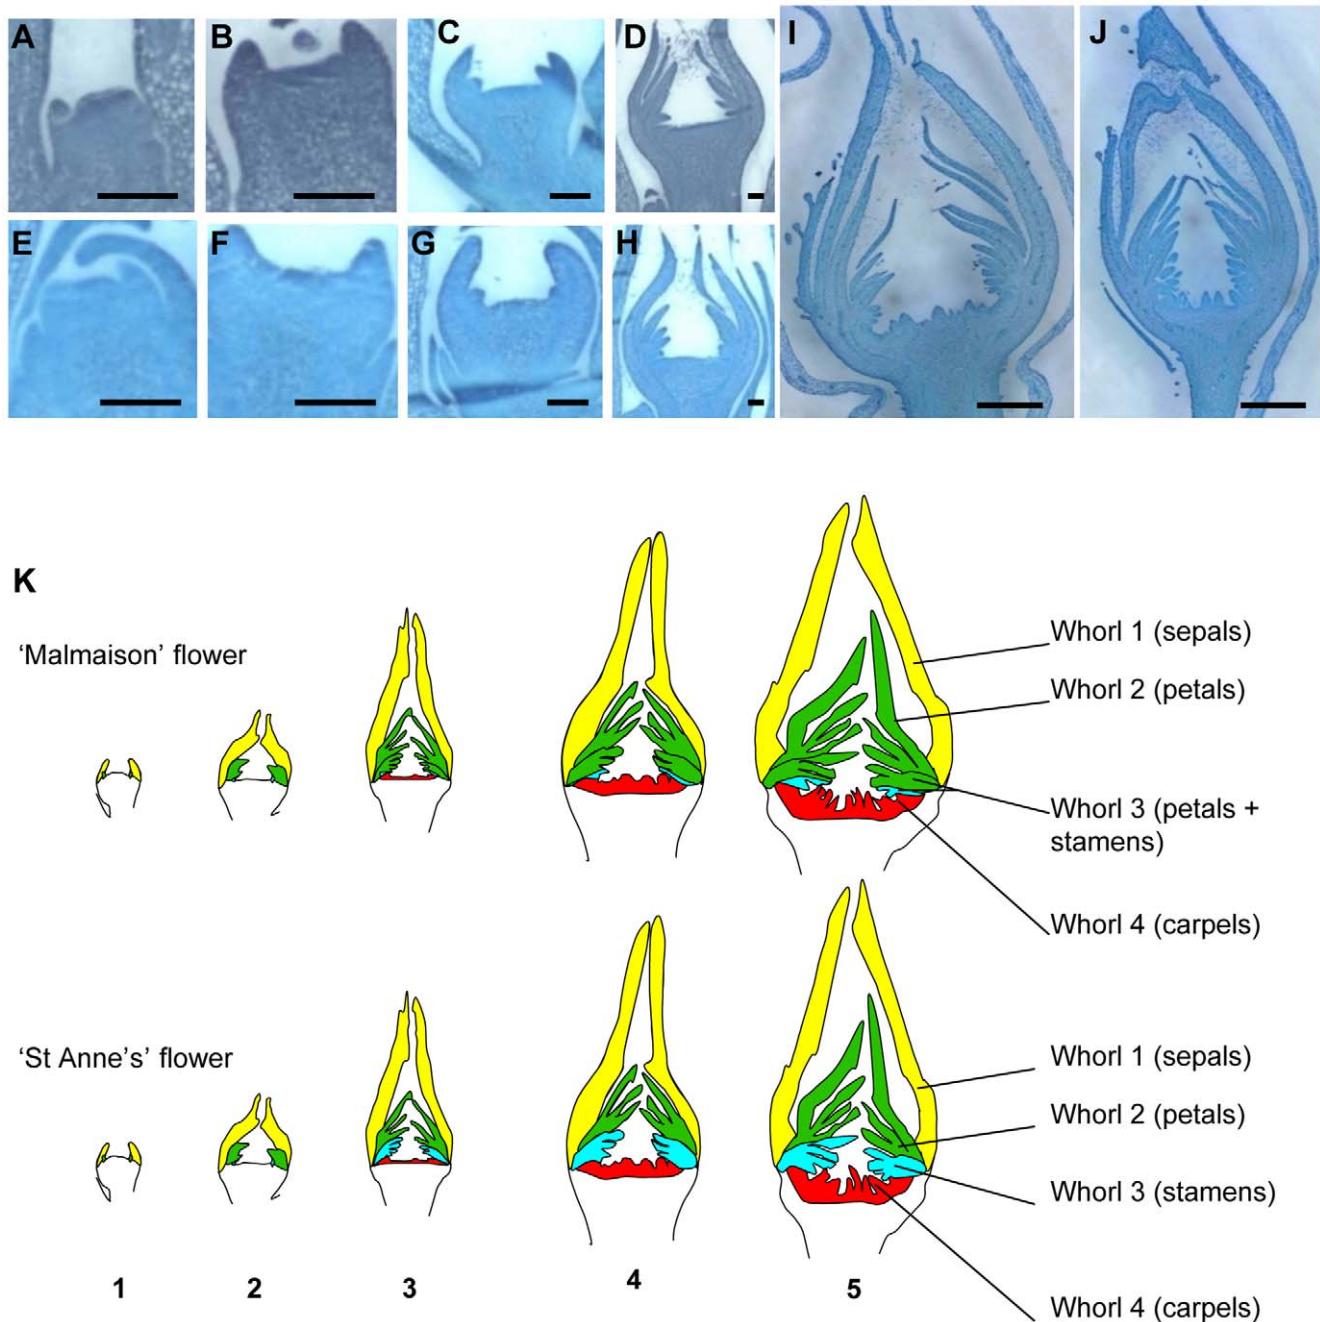 A
B
C
D
E
F
G
H
I
J
K
‘Malmaison’ flower
Whorl 1 (sepals)
Whorl 2 (petals)
Whorl 3 (petals +
stamens)
Whorl 4 (carpels)
‘St Anne’s’ flower
Whorl 1 (sepals)
Whorl 2 (petals)
Whorl 3 (stamens)
Whorl 4 (carpels)
1
2
3
4
5